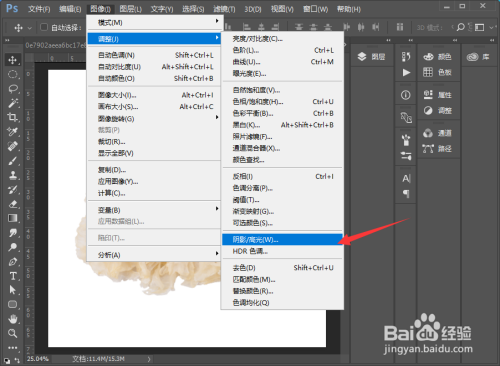 Ps 文件(F) 编辑(E) 图像(I) 图层(L) 文字(Y) 选择(S) 滤镜(T) 3D(D) 视图(V)
自动选择:
3D 模式:
模式(M)
调整(J)
自动色调(N) Shift+Ctrl+L
自动对比度(U) Alt+Shift+Ctrl+L
自动颜色(O) Shift+Ctrl+B
图像大小(I)... Alt+Ctrl+I
画布大小(S)... Alt+Ctrl+C
图像旋转(G)
裁剪(P)
裁切(R)...
显示全部(V)
复制(D)...
应用图像(Y)...
计算(C)...
变量(B)
应用数据组(L)...
陷印(T)...
分析(A)
亮度/对比度(C)...
色阶(L)... Ctrl+L
曲线(U)... Ctrl+M
曝光度(E)...
自然饱和度(V)...
色相/饱和度(H)... Ctrl+U
色彩平衡(B)... Ctrl+B
黑白(K)... Alt+Shift+Ctrl+B
照片滤镜(F)...
通道混合器(X)...
颜色查找...
反相(I) Ctrl+I
色调分离(P)...
阈值(T)...
渐变映射(G)...
可选颜色(S)...
阴影/高光(W)...
HDR 色调...
去色(D) Shift+Ctrl+U
匹配颜色(M)...
替换颜色(R)...
色调均化(Q)
图层
颜色
色板
属性
调整
通道
路径
库
25.04% 文档:11.4M/15.3M
Baidu 经验
jingyan.baidu.com